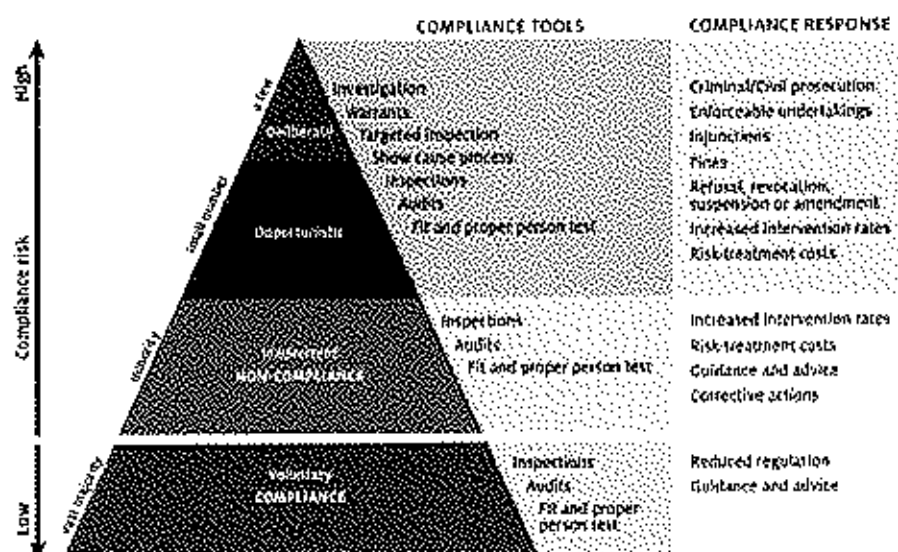 COMPLIANCE TOOLS
COMPLIANCE RESPONSE
High
Compliance risk
Low
a few
small number
minority
vast majority
Deliberate
Opportunistic
Inadvertent
NON-COMPLIANCE
Voluntary
COMPLIANCE
Investigation
Warrants
Targeted inspection
Show cause process
Inspections
Audits
Fit and proper person test
Criminal/Civil prosecution
Enforceable undertakings
Injunctions
Fines
Refusal, revocation,
suspension or amendment
Increased intervention rates
Risk-treatment costs
Inspections
Audits
Fit and proper person test
Increased intervention rates
Risk-treatment costs
Guidance and advice
Corrective actions
Inspections
Audits
Fit and proper
person test
Reduced regulation
Guidance and advice